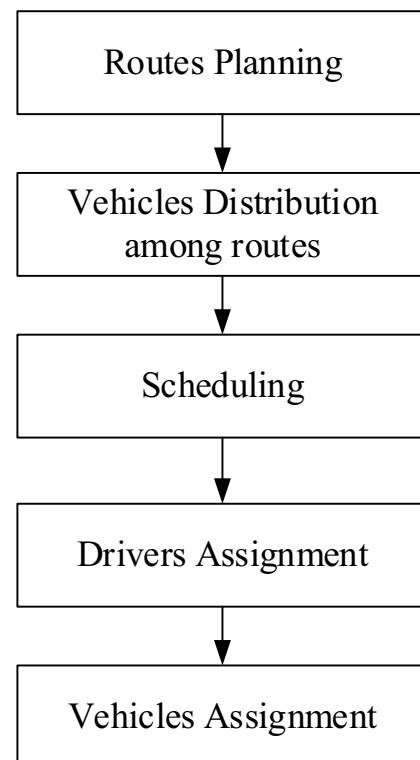 Routes Planning
Vehicles Distribution
among routes
Scheduling
Drivers Assignment
Vehicles Assignment